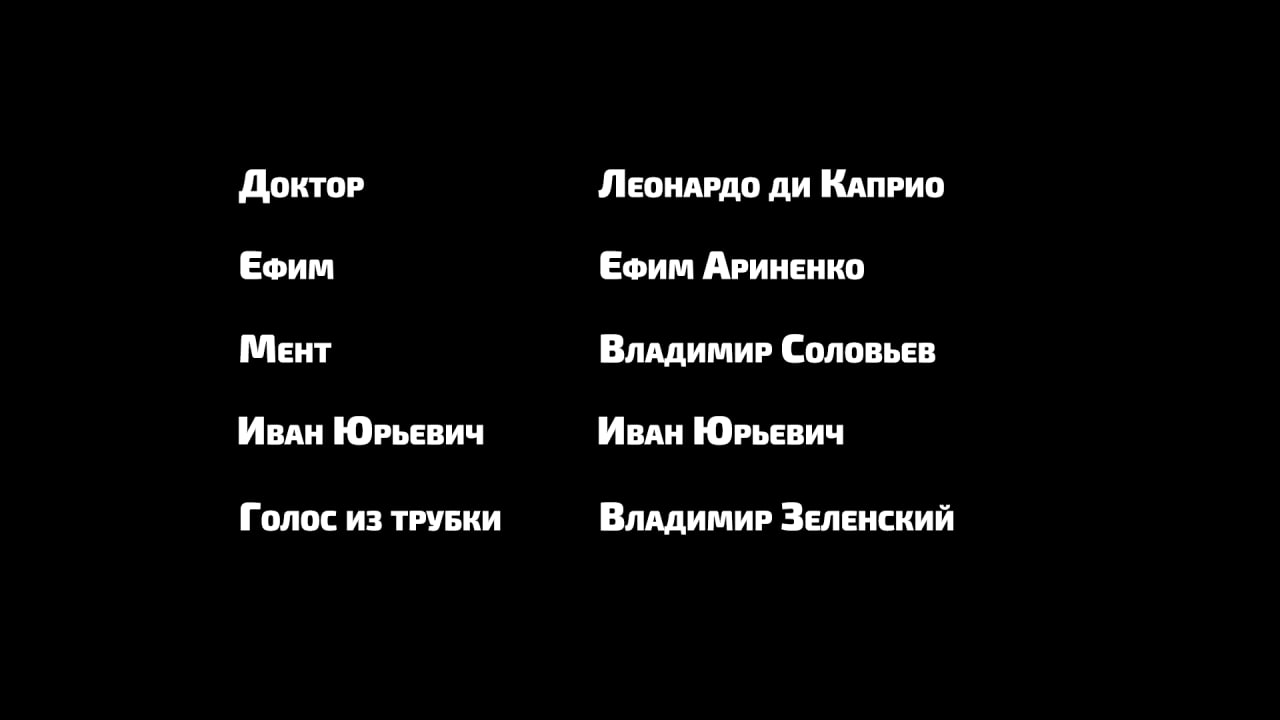 Доктор Леонардо ди Каприо
Ефим Ефим Ариненко
Мент Владимир Соловьев
Иван Юрьевич Иван Юрьевич
Голос из трубки Владимир Зеленский